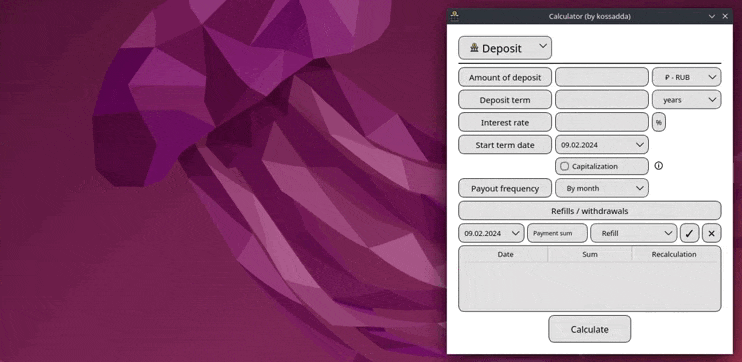 Calculator (by kossadda)
Deposit
Amount of deposit ₽ - RUB
Deposit term years
Interest rate %
Start term date 09.02.2024
Capitalization
Payout frequency By month
Refills / withdrawals
09.02.2024 Payment sum Refill
Date Sum Recalculation
Calculate